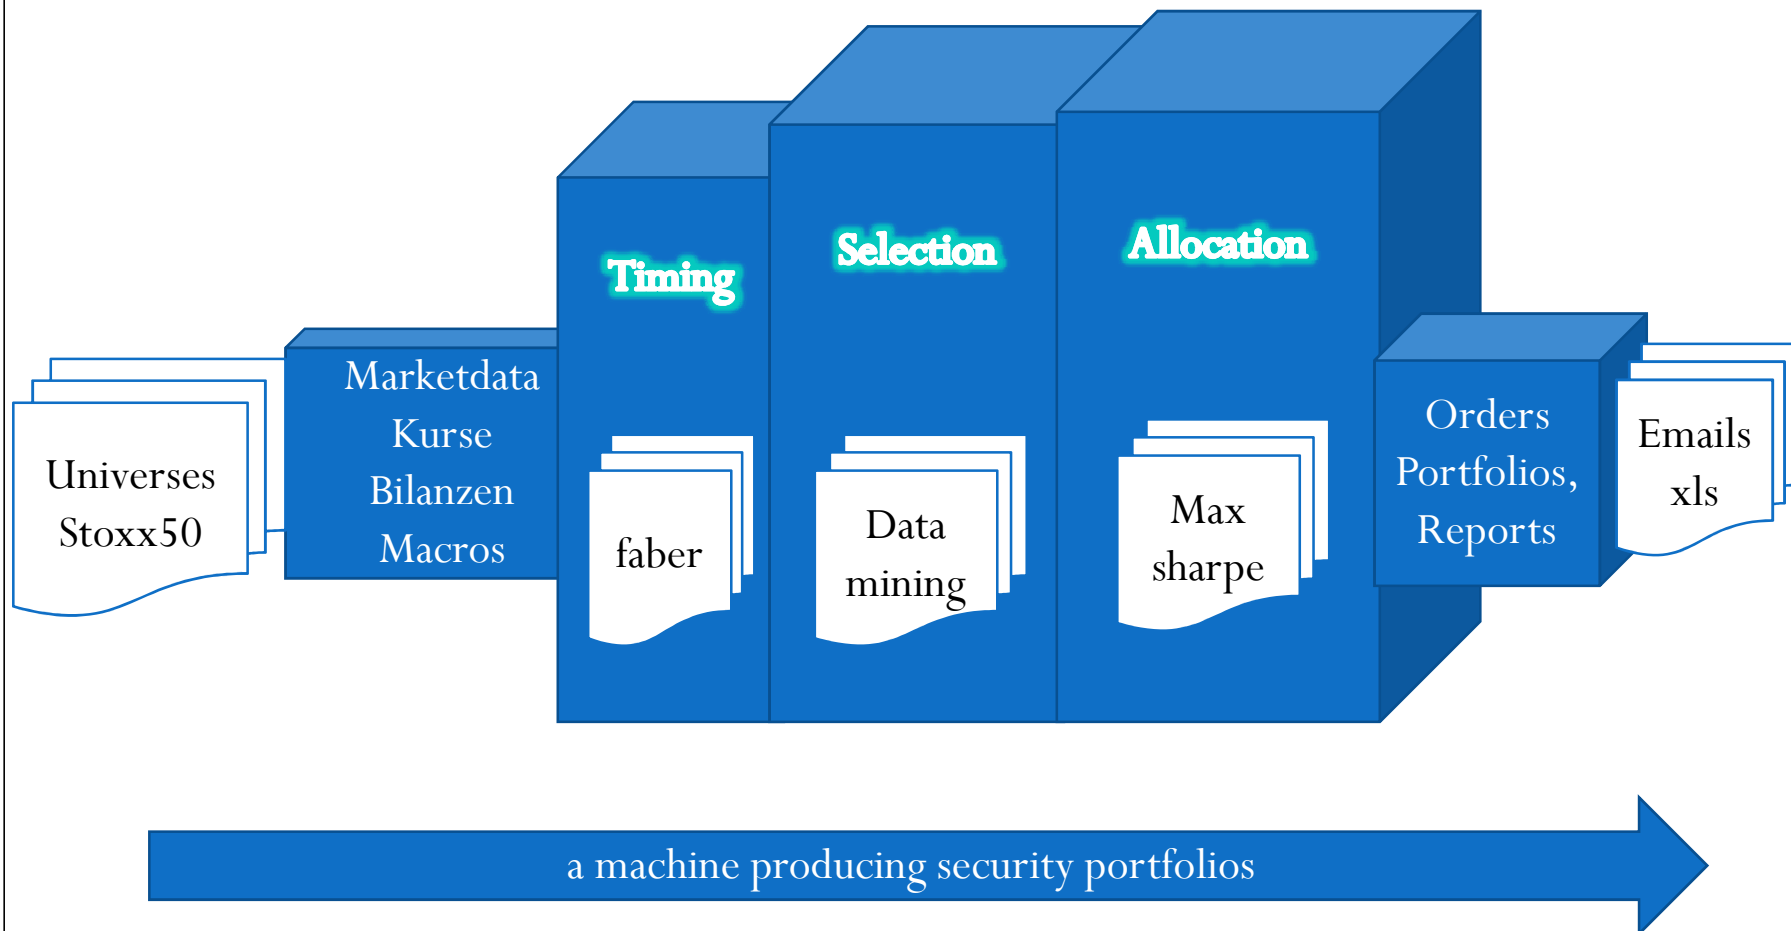 Universes
Stoxx50
Marketdata
Kurse
Bilanzen
Macros
Timing
faber
Selection
Data
mining
Allocation
Max
sharpe
Orders
Portfolios,
Reports
Emails
xls
a machine producing security portfolios